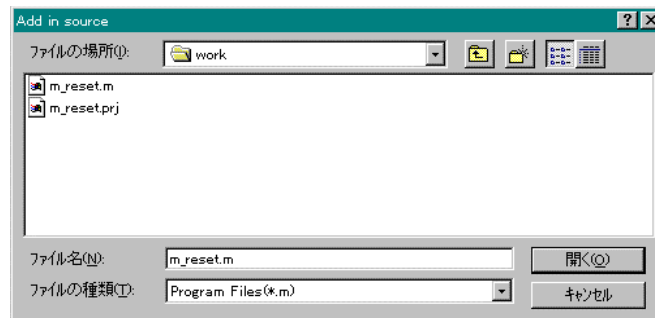 Add in source
ファイルの場所(I):
work
m_reset.m
m_reset.prj
ファイル名(N):
m_reset.m
開く(O)
ファイルの種類(T):
Program Files(*.m)
キャンセル